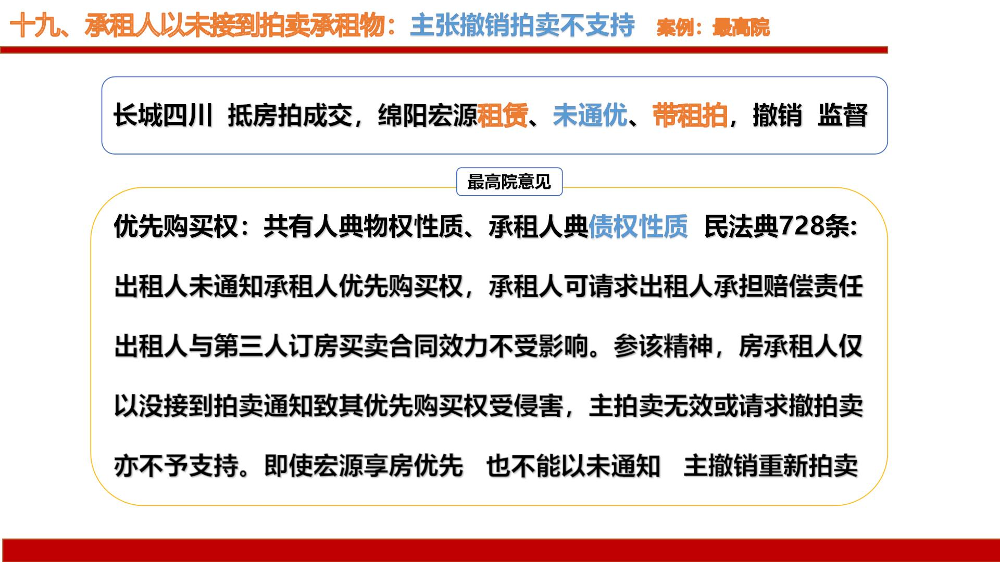 十九、承租人以未接到拍卖承租物：主张撤销拍卖不支持 案例：最高院
长城四川 抵房拍成交，绵阳宏源租赁、未通优、带租拍，撤销 监督
最高院意见
优先购买权：共有人典物权性质、承租人典债权性质 民法典728条:
出租人未通知承租人优先购买权，承租人可请求出租人承担赔偿责任
出租人与第三人订房买卖合同效力不受影响。参该精神，房承租人仅
以没接到拍卖通知致其优先购买权受侵害，主拍卖无效或请求撤拍卖
亦不予支持。即使宏源享房优先 也不能以未通知 主撤销重新拍卖